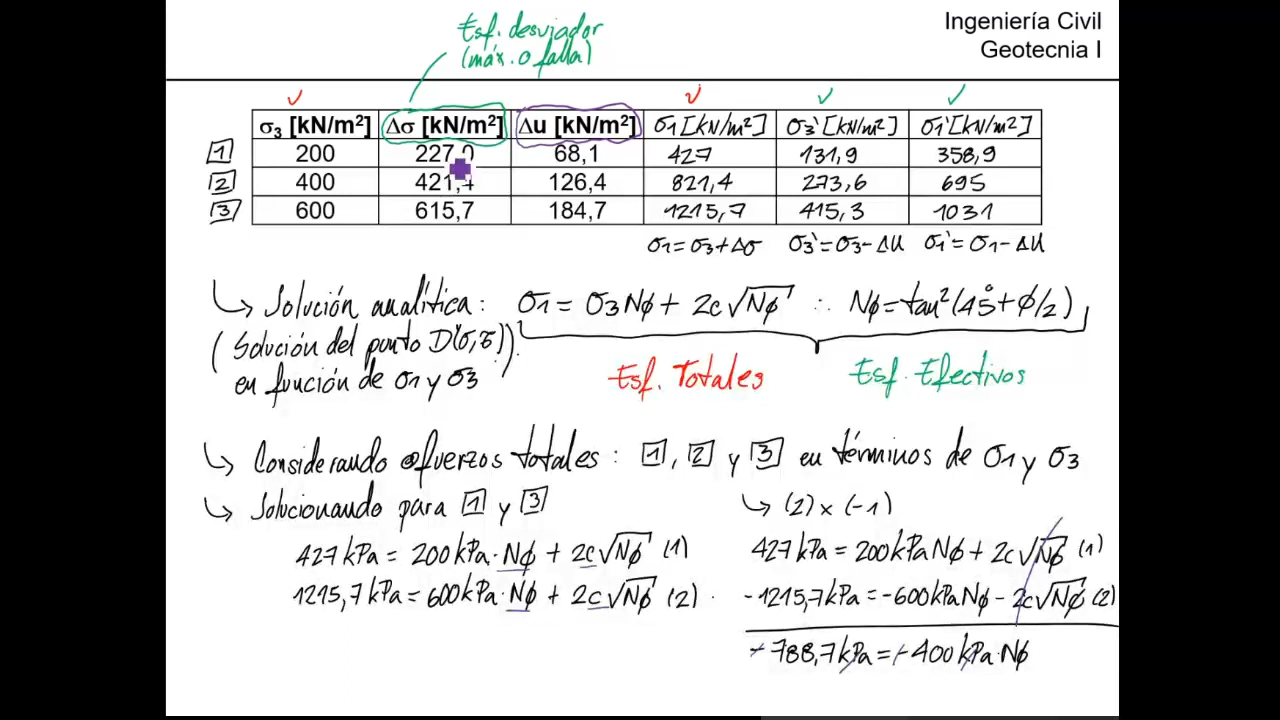 Ingeniería Civil
Geotecnia I
Esf. desviador
(máx. o falla)
σ3 [kN/m²] Δσ [kN/m²] Δu [kN/m²] σ1 [kN/m²] σ3' [kN/m²] σ1' [kN/m²]
1 200 227,0 68,1 427 131,9 358,9
2 400 421,4 126,4 821,4 273,6 695
3 600 615,7 184,7 1215,7 415,3 1031
σ1 = σ3 + Δσ σ3' = σ3 - ΔU σ1' = σ1 - ΔU
↳ Solución analítica: σ1 = σ3 Nϕ + 2c√Nϕ ∴ Nϕ = tan²(45° + ϕ/2)
(Solución del punto D(σ,τ))
en función de σ1 y σ3
Esf. Totales Esf. Efectivos
↳ Considerando esfuerzos totales: 1, 2 y 3 en términos de σ1 y σ3
↳ Solucionando para 1 y 3
427 kPa = 200 kPa · Nϕ + 2c√Nϕ (1)
1215,7 kPa = 600 kPa · Nϕ + 2c√Nϕ (2)
↳ (2) x (-1)
427 kPa = 200 kPa Nϕ + 2c√Nϕ (1)
-1215,7 kPa = -600 kPa Nϕ - 2c√Nϕ (2)
-788,7 kPa = -400 kPa · Nϕ